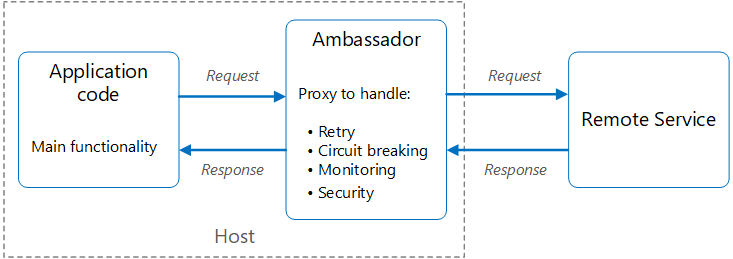 Application
code
Main functionality
Request
Response
Ambassador
Proxy to handle:
• Retry
• Circuit breaking
• Monitoring
• Security
Request
Response
Remote Service
Host